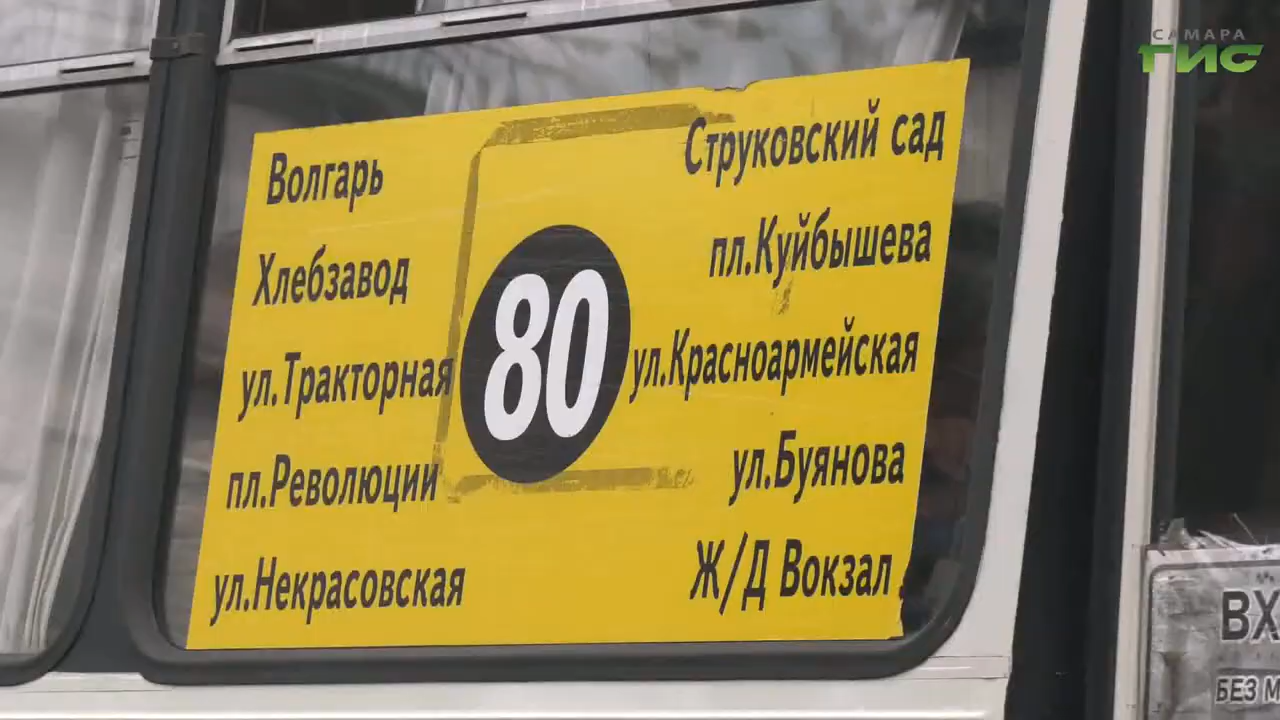 САМАРА
ГИС
Волгарь
Хлебзавод
ул.Тракторная
пл.Революции
ул.Некрасовская
80
Струковский сад
пл.Куйбышева
ул.Красноармейская
ул.Буянова
Ж/Д Вокзал
ВХ
БЕЗ М